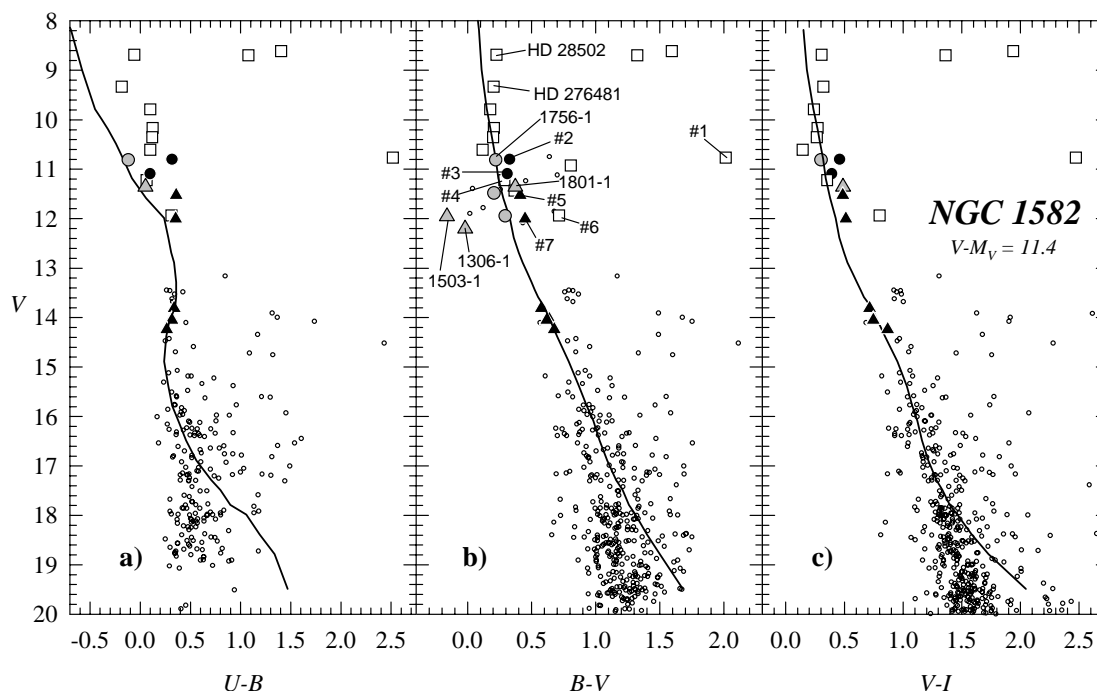 8
9
10
11
12
13
14
15
16
17
18
19
20
V
-0.5 0.0 0.5 1.0 1.5 2.0 2.5
0.0 0.5 1.0 1.5 2.0
0.0 0.5 1.0 1.5 2.0 2.5
U-B
B-V
V-I
a)
b)
c)
HD 28502
HD 276481
1756-1
#2
#1
#3
#4
1801-1
#5
#6
#7
1306-1
1503-1
NGC 1582
V-M_V = 11.4